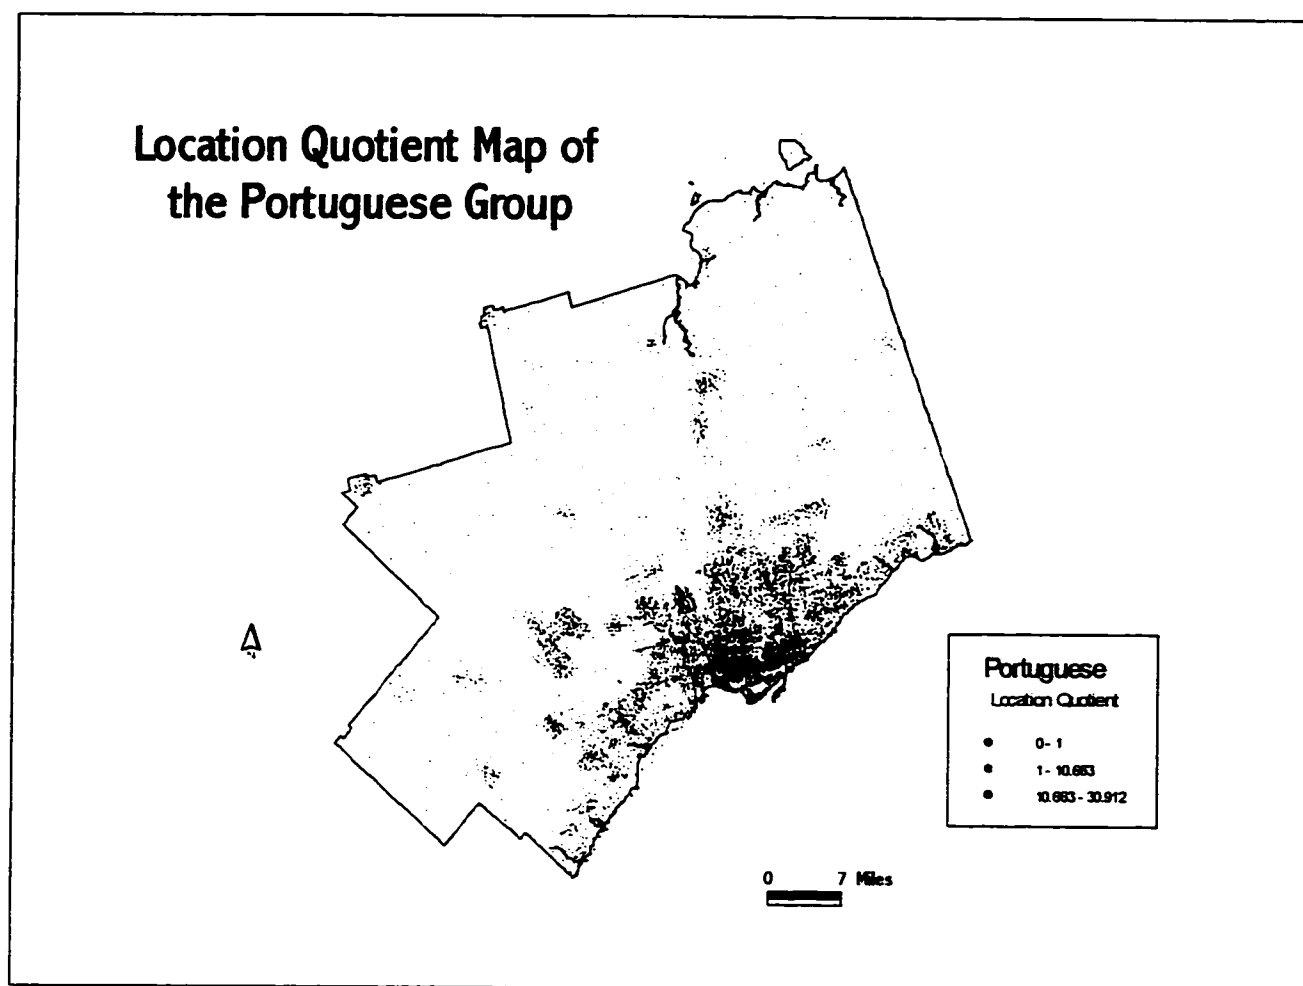 Location Quotient Map of
the Portuguese Group
Portuguese
Location Quotient
0 - 1
1 - 10.663
10.663 - 30.912
0 7 Miles